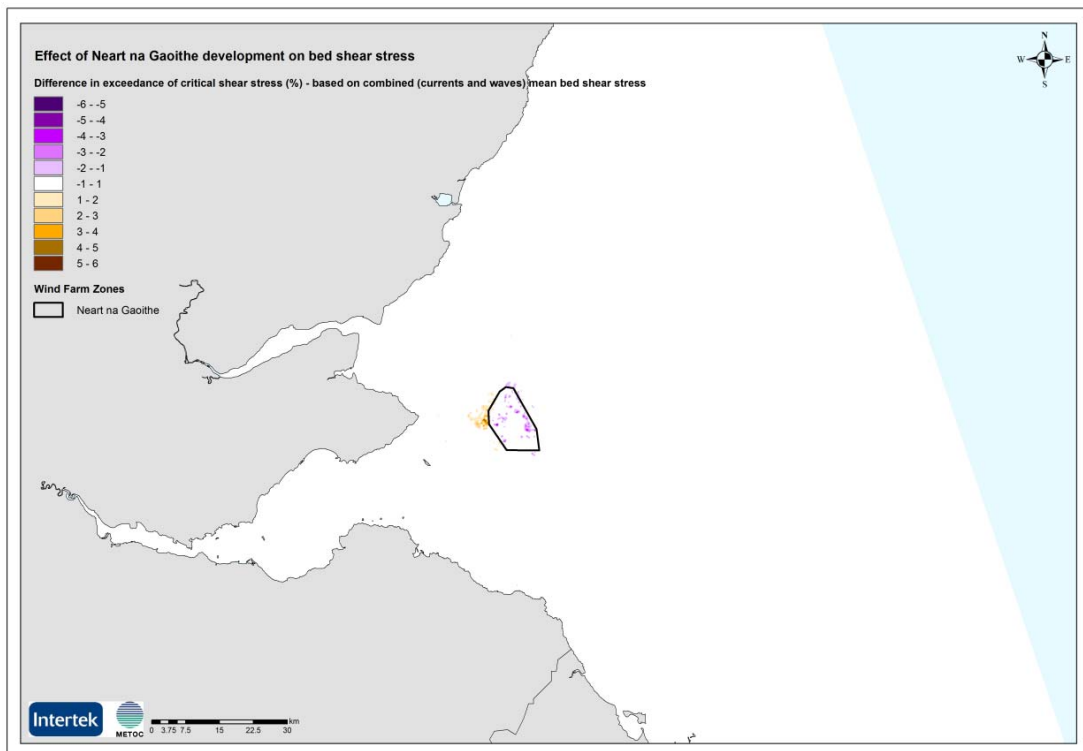 Effect of Neart na Gaoithe development on bed shear stress
Difference in exceedance of critical shear stress (%) - based on combined (currents and waves) mean bed shear stress
-6 - -5
-5 - -4
-4 - -3
-3 - -2
-2 - -1
-1 - 1
1 - 2
2 - 3
3 - 4
4 - 5
5 - 6
Wind Farm Zones
Neart na Gaoithe
N
W E
S
Intertek
METOC
km
0 3.75 7.5 15 22.5 30